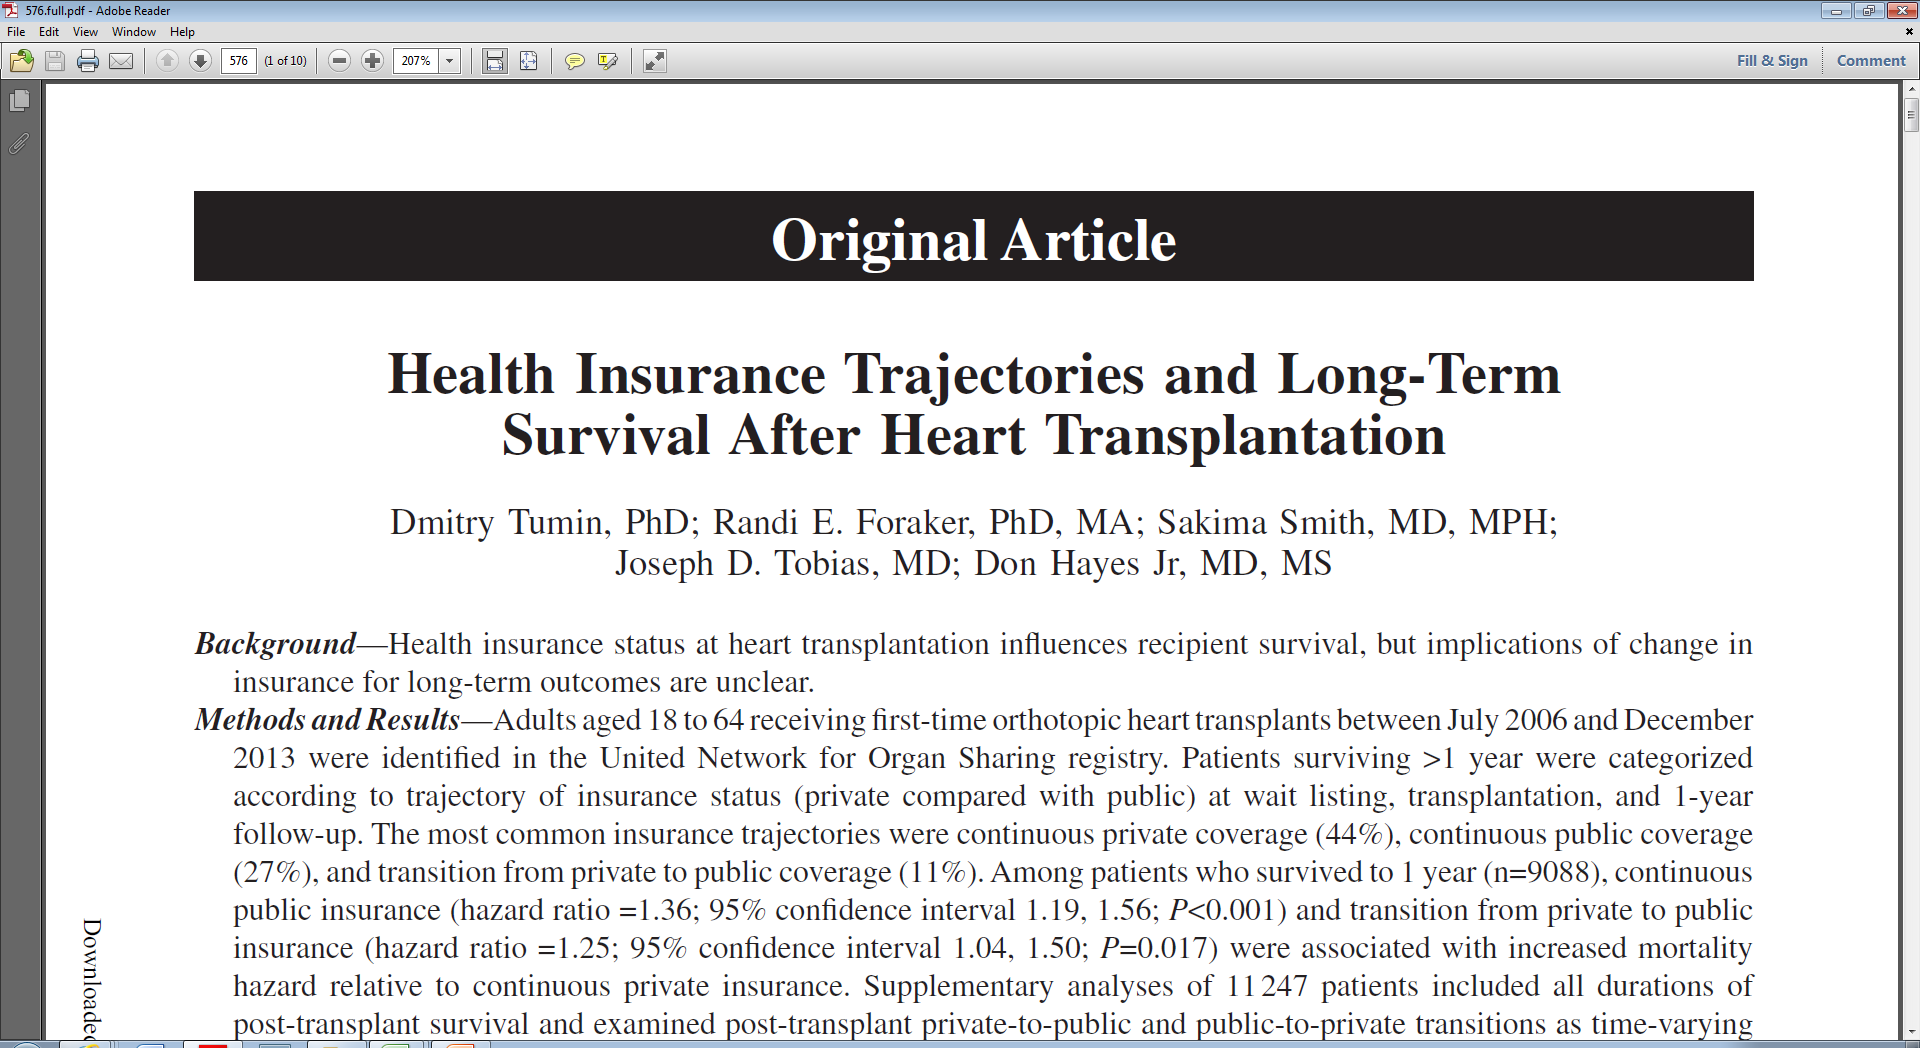 576.full.pdf - Adobe Reader
File Edit View Window Help
576 (1 of 10) 207% Fill & Sign Comment
Original Article
Health Insurance Trajectories and Long-Term
Survival After Heart Transplantation
Dmitry Tumin, PhD; Randi E. Foraker, PhD, MA; Sakima Smith, MD, MPH;
Joseph D. Tobias, MD; Don Hayes Jr, MD, MS
Background—Health insurance status at heart transplantation influences recipient survival, but implications of change in
insurance for long-term outcomes are unclear.
Methods and Results—Adults aged 18 to 64 receiving first-time orthotopic heart transplants between July 2006 and December
2013 were identified in the United Network for Organ Sharing registry. Patients surviving >1 year were categorized
according to trajectory of insurance status (private compared with public) at wait listing, transplantation, and 1-year
follow-up. The most common insurance trajectories were continuous private coverage (44%), continuous public coverage
(27%), and transition from private to public coverage (11%). Among patients who survived to 1 year (n=9088), continuous
public insurance (hazard ratio =1.36; 95% confidence interval 1.19, 1.56; P<0.001) and transition from private to public
insurance (hazard ratio =1.25; 95% confidence interval 1.04, 1.50; P=0.017) were associated with increased mortality
hazard relative to continuous private insurance. Supplementary analyses of 11 247 patients included all durations of
post-transplant survival and examined post-transplant private-to-public and public-to-private transitions as time-varying